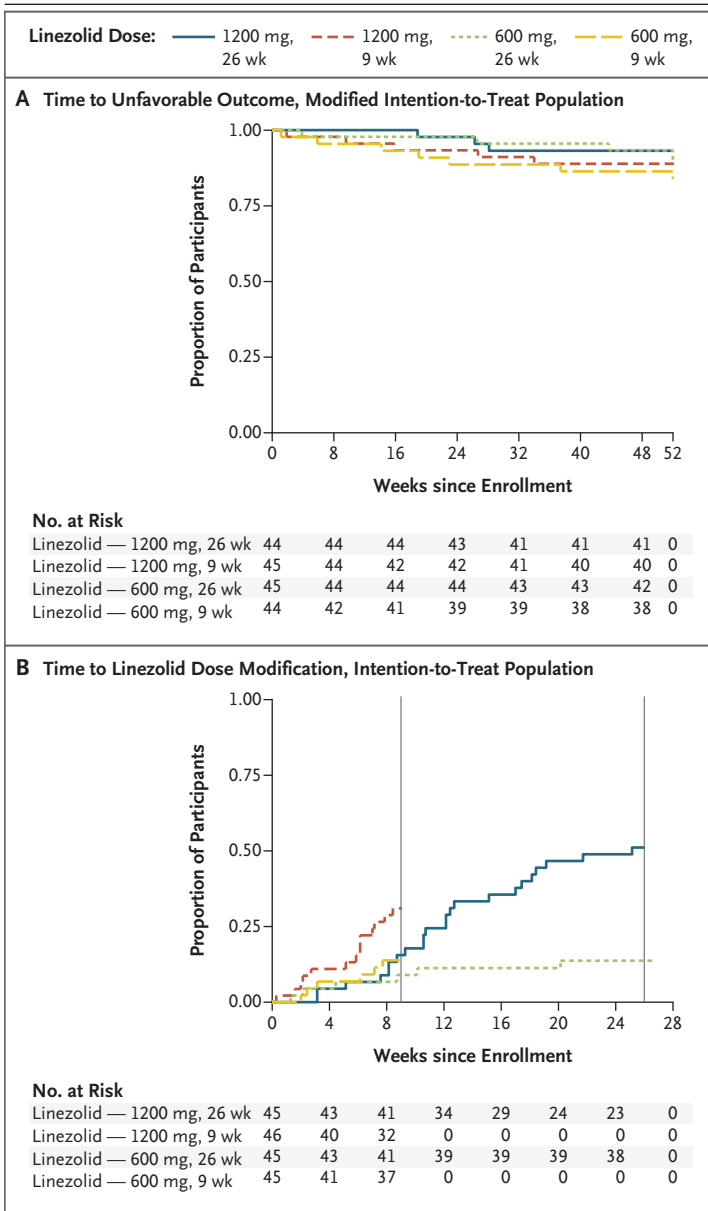 Linezolid Dose: 1200 mg, 26 wk 1200 mg, 9 wk 600 mg, 26 wk 600 mg, 9 wk
A Time to Unfavorable Outcome, Modified Intention-to-Treat Population
Proportion of Participants
1.00
0.75
0.50
0.25
0.00
0 8 16 24 32 40 48 52
Weeks since Enrollment
No. at Risk
Linezolid — 1200 mg, 26 wk 44 44 44 43 41 41 41 0
Linezolid — 1200 mg, 9 wk 45 44 42 42 41 40 40 0
Linezolid — 600 mg, 26 wk 45 44 44 44 43 43 42 0
Linezolid — 600 mg, 9 wk 44 42 41 39 39 38 38 0
B Time to Linezolid Dose Modification, Intention-to-Treat Population
Proportion of Participants
1.00
0.75
0.50
0.25
0.00
0 4 8 12 16 20 24 28
Weeks since Enrollment
No. at Risk
Linezolid — 1200 mg, 26 wk 45 43 41 34 29 24 23 0
Linezolid — 1200 mg, 9 wk 46 40 32 0 0 0 0 0
Linezolid — 600 mg, 26 wk 45 43 41 39 39 39 38 0
Linezolid — 600 mg, 9 wk 45 41 37 0 0 0 0 0